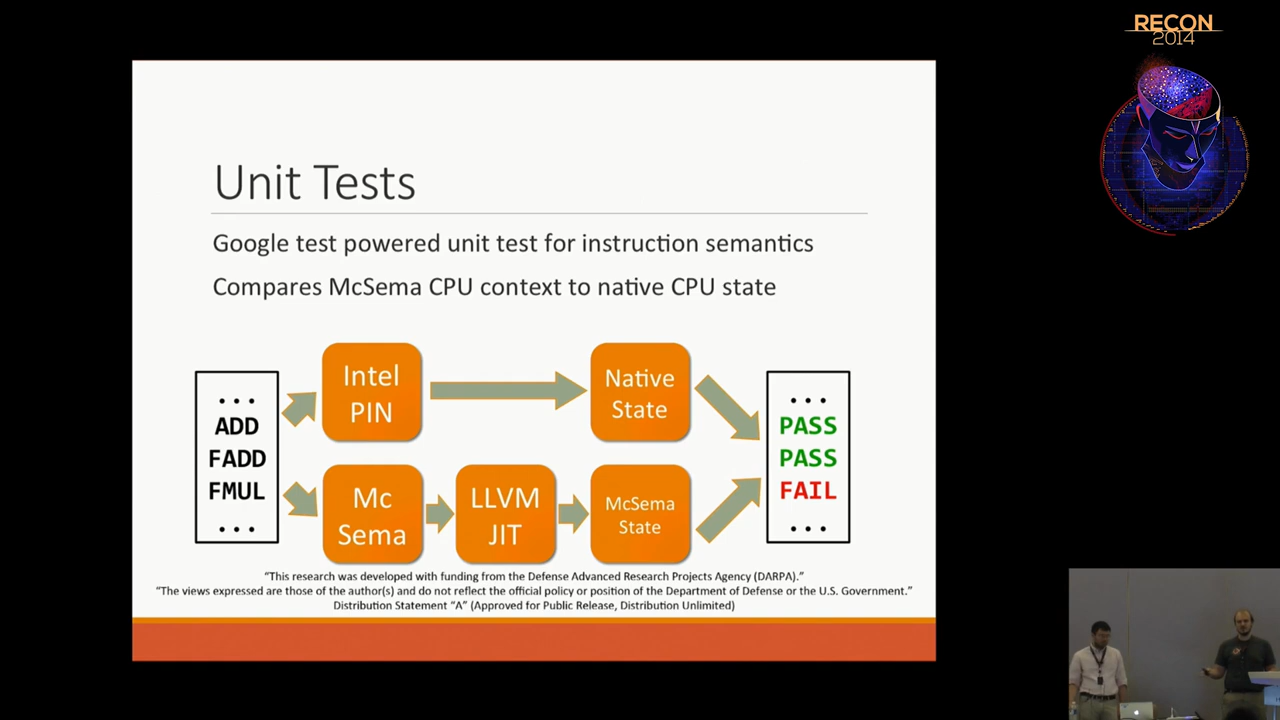 RECON
2014
Unit Tests
Google test powered unit test for instruction semantics
Compares McSema CPU context to native CPU state
...
ADD
FADD
FMUL
...
Intel
PIN
Native
State
Mc
Sema
LLVM
JIT
McSema
State
...
PASS
PASS
FAIL
...
“This research was developed with funding from the Defense Advanced Research Projects Agency (DARPA).”
“The views expressed are those of the author(s) and do not reflect the official policy or position of the Department of Defense or the U.S. Government.”
Distribution Statement “A” (Approved for Public Release, Distribution Unlimited)